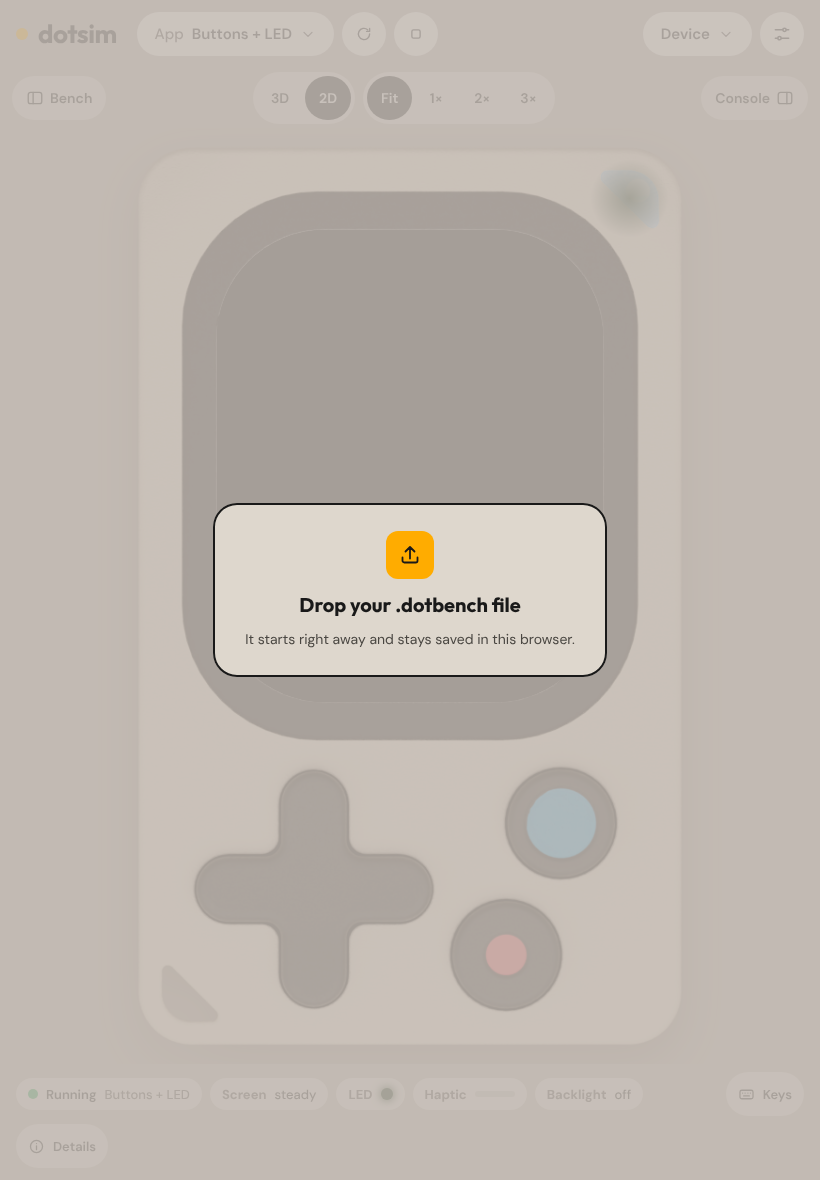 dotsim
App Buttons + LED
Device
Bench
3D 2D Fit 1× 2× 3×
Console
Drop your .dotbench file
It starts right away and stays saved in this browser.
Running Buttons + LED
Screen steady
LED
Haptic
Backlight off
Keys
Details